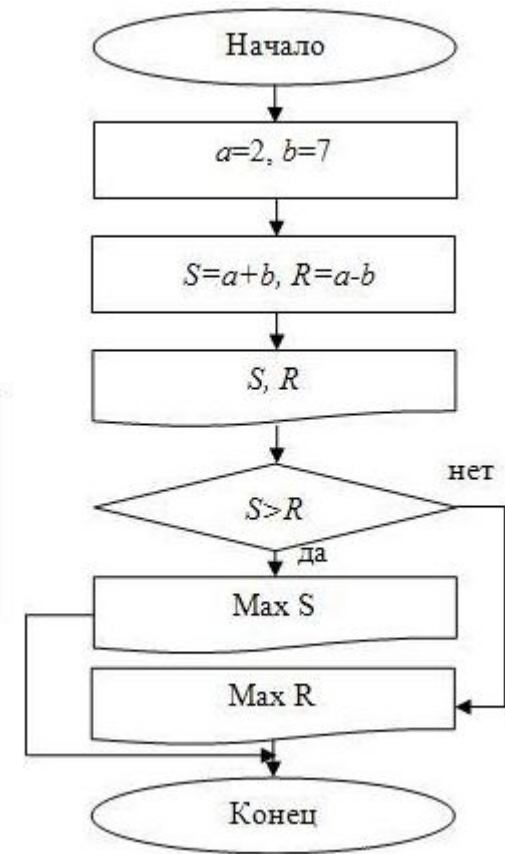 Начало
a=2, b=7
S=a+b, R=a-b
S, R
нет
S>R
да
Max S
Max R
Конец